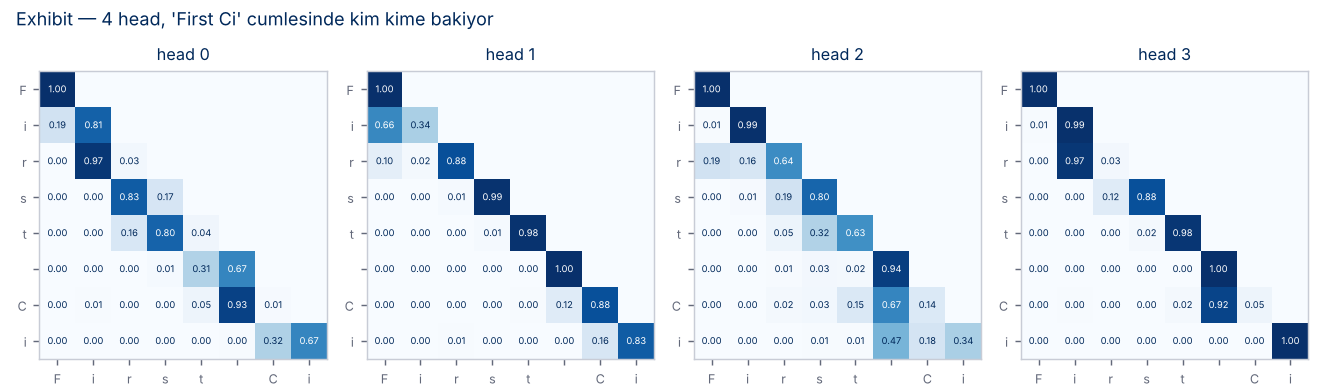 Exhibit — 4 head, 'First Ci' cumlesinde kim kime bakiyor
head 0 head 1 head 2 head 3
F 1.00 F 1.00 F 1.00 F 1.00
i 0.19 0.81 i 0.66 0.34 i 0.01 0.99 i 0.01 0.99
r 0.00 0.97 0.03 r 0.10 0.02 0.88 r 0.19 0.16 0.64 r 0.00 0.97 0.03
s 0.00 0.00 0.83 0.17 s 0.00 0.00 0.01 0.99 s 0.00 0.01 0.19 0.80 s 0.00 0.00 0.12 0.88
t 0.00 0.00 0.16 0.80 0.04 t 0.00 0.00 0.00 0.01 0.98 t 0.00 0.00 0.05 0.32 0.63 t 0.00 0.00 0.00 0.02 0.98
0.00 0.00 0.00 0.01 0.31 0.67 0.00 0.00 0.00 0.00 0.00 1.00 0.00 0.00 0.01 0.03 0.02 0.94 0.00 0.00 0.00 0.00 0.00 1.00
C 0.00 0.01 0.00 0.00 0.05 0.93 0.01 C 0.00 0.00 0.00 0.00 0.00 0.12 0.88 C 0.00 0.00 0.02 0.03 0.15 0.67 0.14 C 0.00 0.00 0.00 0.00 0.02 0.92 0.05
i 0.00 0.00 0.00 0.00 0.00 0.00 0.32 0.67 i 0.00 0.00 0.01 0.00 0.00 0.00 0.16 0.83 i 0.00 0.00 0.00 0.01 0.01 0.47 0.18 0.34 i 0.00 0.00 0.00 0.00 0.00 0.00 0.00 1.00
F i r s t C i F i r s t C i F i r s t C i F i r s t C i